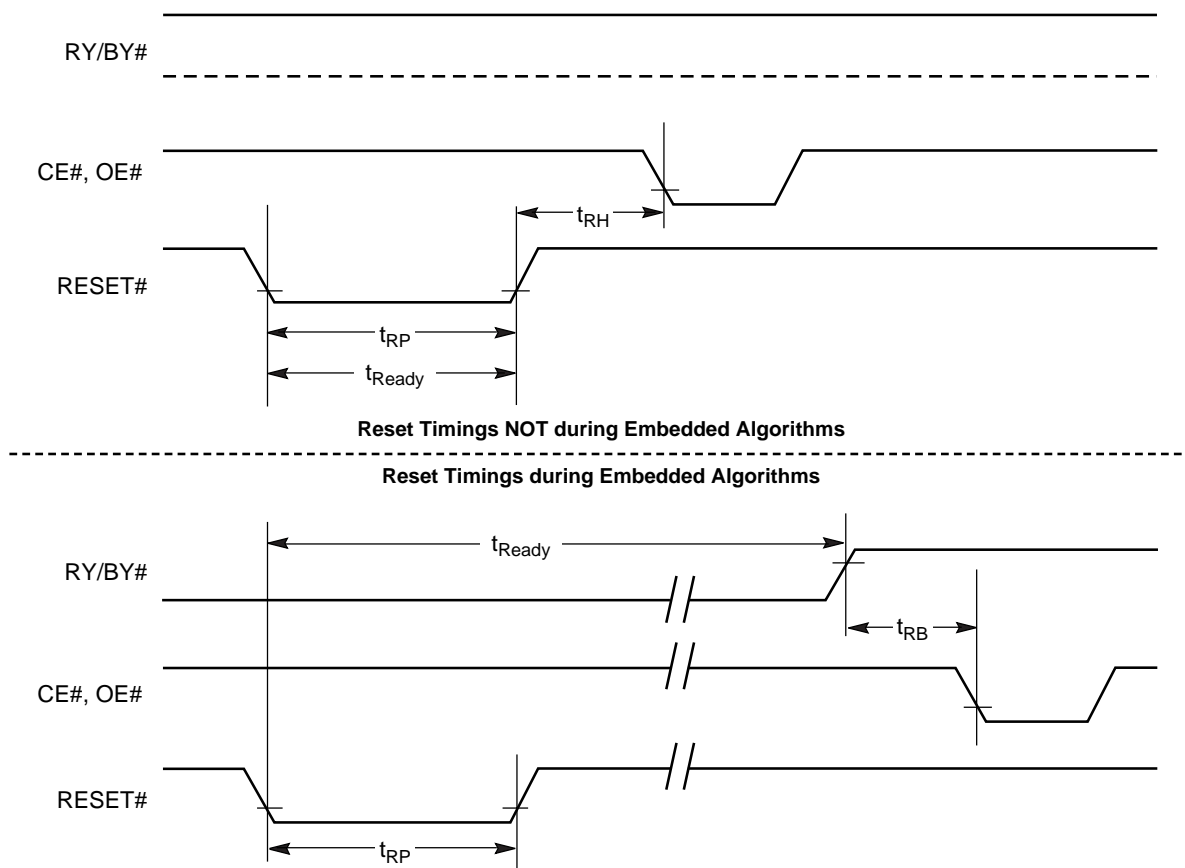 RY/BY#
CE#, OE#
tRH
RESET#
tRP
tReady
Reset Timings NOT during Embedded Algorithms
Reset Timings during Embedded Algorithms
tReady
RY/BY#
tRB
CE#, OE#
RESET#
tRP